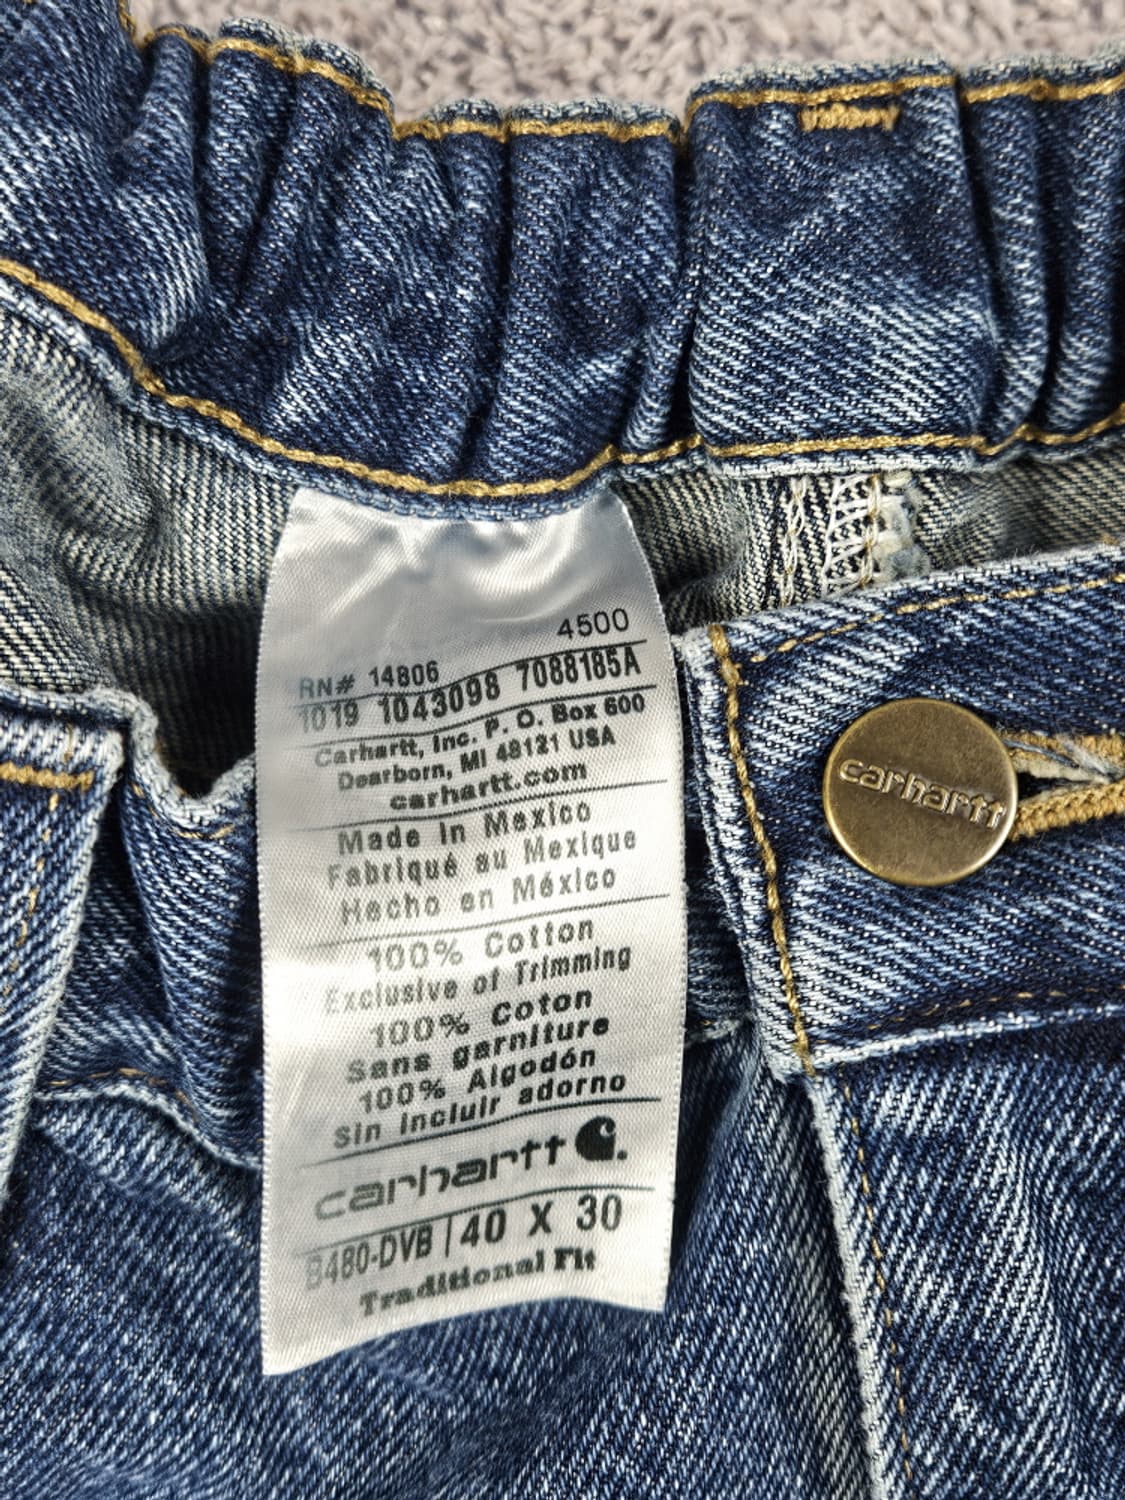 4500
RN# 14806
1019 1043098 7088185A
Carhartt, Inc. P. O. Box 600
Dearborn, MI 48121 USA
carhartt.com
Made in Mexico
Fabriqué au Mexique
Hecho en México
100% Cotton
Exclusive of Trimming
100% Coton
Sans garniture
100% Algodón
Sin incluir adorno
carhartt
B480-DVB | 40 X 30
Traditional Fit
carhartt